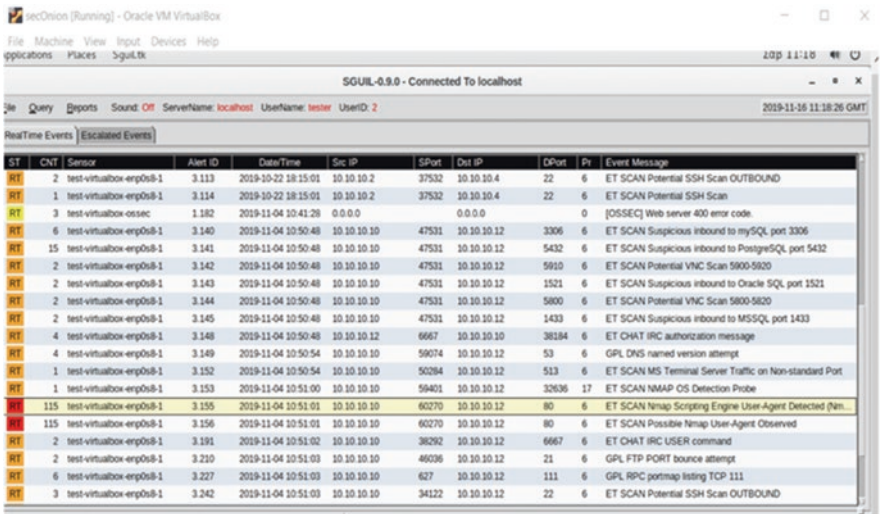 secOnion [Running] - Oracle VM VirtualBox
File Machine View Input Devices Help
Applications Places SguiL.tk Σαβ 11:18
SGUIL-0.9.0 - Connected To localhost
File Query Reports Sound: Off ServerName: localhost UserName: tester UserID: 2 2019-11-16 11:18:26 GMT
RealTime Events Escalated Events
ST CNT Sensor Alert ID Date/Time Src IP SPort Dst IP DPort Pr Event Message
RT 2 test-virtualbox-enp0s8-1 3.113 2019-10-22 18:15:01 10.10.10.2 37532 10.10.10.4 22 6 ET SCAN Potential SSH Scan OUTBOUND
RT 1 test-virtualbox-enp0s8-1 3.114 2019-10-22 18:15:01 10.10.10.2 37532 10.10.10.4 22 6 ET SCAN Potential SSH Scan
RT 3 test-virtualbox-ossec 1.182 2019-11-04 10:41:28 0.0.0.0 0.0.0.0 0 [OSSEC] Web server 400 error code.
RT 6 test-virtualbox-enp0s8-1 3.140 2019-11-04 10:50:48 10.10.10.10 47531 10.10.10.12 3306 6 ET SCAN Suspicious inbound to mySQL port 3306
RT 15 test-virtualbox-enp0s8-1 3.141 2019-11-04 10:50:48 10.10.10.10 47531 10.10.10.12 5432 6 ET SCAN Suspicious inbound to PostgreSQL port 5432
RT 2 test-virtualbox-enp0s8-1 3.142 2019-11-04 10:50:48 10.10.10.10 47531 10.10.10.12 5910 6 ET SCAN Potential VNC Scan 5900-5920
RT 2 test-virtualbox-enp0s8-1 3.143 2019-11-04 10:50:48 10.10.10.10 47531 10.10.10.12 1521 6 ET SCAN Suspicious inbound to Oracle SQL port 1521
RT 2 test-virtualbox-enp0s8-1 3.144 2019-11-04 10:50:48 10.10.10.10 47531 10.10.10.12 5800 6 ET SCAN Potential VNC Scan 5800-5820
RT 2 test-virtualbox-enp0s8-1 3.145 2019-11-04 10:50:48 10.10.10.10 47531 10.10.10.12 1433 6 ET SCAN Suspicious inbound to MSSQL port 1433
RT 4 test-virtualbox-enp0s8-1 3.148 2019-11-04 10:50:48 10.10.10.12 6667 10.10.10.10 38184 6 ET CHAT IRC authorization message
RT 4 test-virtualbox-enp0s8-1 3.149 2019-11-04 10:50:54 10.10.10.10 59074 10.10.10.12 53 6 GPL DNS named version attempt
RT 1 test-virtualbox-enp0s8-1 3.152 2019-11-04 10:50:54 10.10.10.10 50284 10.10.10.12 513 6 ET SCAN MS Terminal Server Traffic on Non-standard Port
RT 1 test-virtualbox-enp0s8-1 3.153 2019-11-04 10:51:00 10.10.10.10 59401 10.10.10.12 32636 17 ET SCAN NMAP OS Detection Probe
RT 115 test-virtualbox-enp0s8-1 3.155 2019-11-04 10:51:01 10.10.10.10 60270 10.10.10.12 80 6 ET SCAN Nmap Scripting Engine User-Agent Detected (Nm...
RT 115 test-virtualbox-enp0s8-1 3.156 2019-11-04 10:51:01 10.10.10.10 60270 10.10.10.12 80 6 ET SCAN Possible Nmap User-Agent Observed
RT 2 test-virtualbox-enp0s8-1 3.191 2019-11-04 10:51:02 10.10.10.10 38292 10.10.10.12 6667 6 ET CHAT IRC USER command
RT 2 test-virtualbox-enp0s8-1 3.210 2019-11-04 10:51:03 10.10.10.10 46036 10.10.10.12 21 6 GPL FTP PORT bounce attempt
RT 6 test-virtualbox-enp0s8-1 3.227 2019-11-04 10:51:03 10.10.10.10 627 10.10.10.12 111 6 GPL RPC portmap listing TCP 111
RT 3 test-virtualbox-enp0s8-1 3.242 2019-11-04 10:51:03 10.10.10.10 34122 10.10.10.12 22 6 ET SCAN Potential SSH Scan OUTBOUND